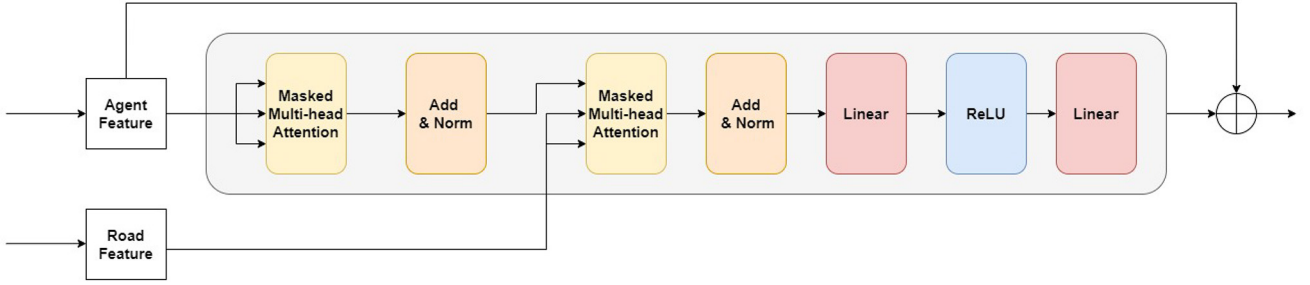 Agent
Feature
Masked
Multi-head
Attention
Add
& Norm
Masked
Multi-head
Attention
Add
& Norm
Linear
ReLU
Linear
Road
Feature